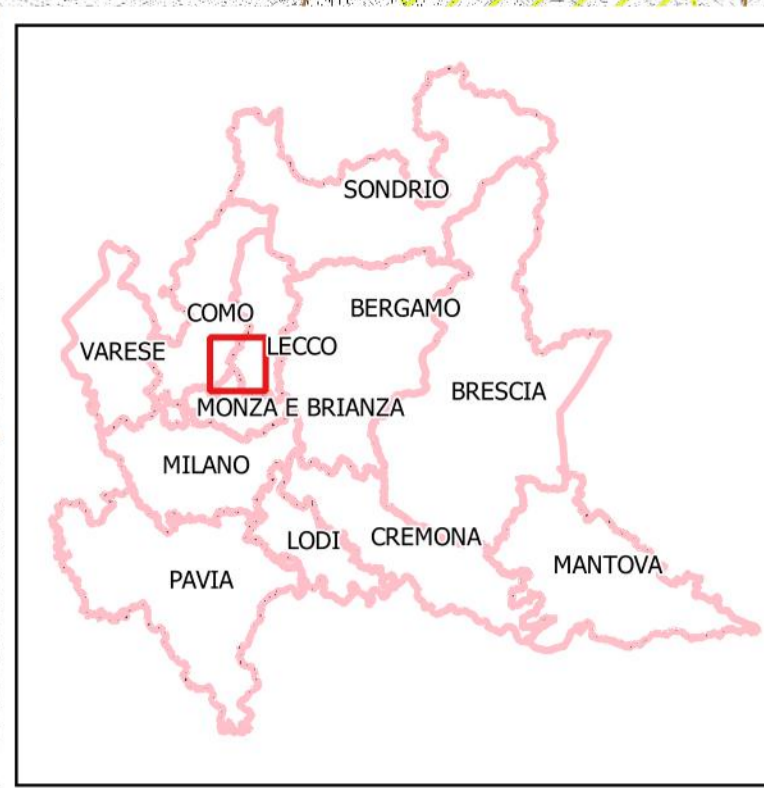 SONDRIO
BERGAMO
COMO
LECCO
VARESE
BRESCIA
MONZA E BRIANZA
MILANO
CREMONA
LODI
MANTOVA
PAVIA